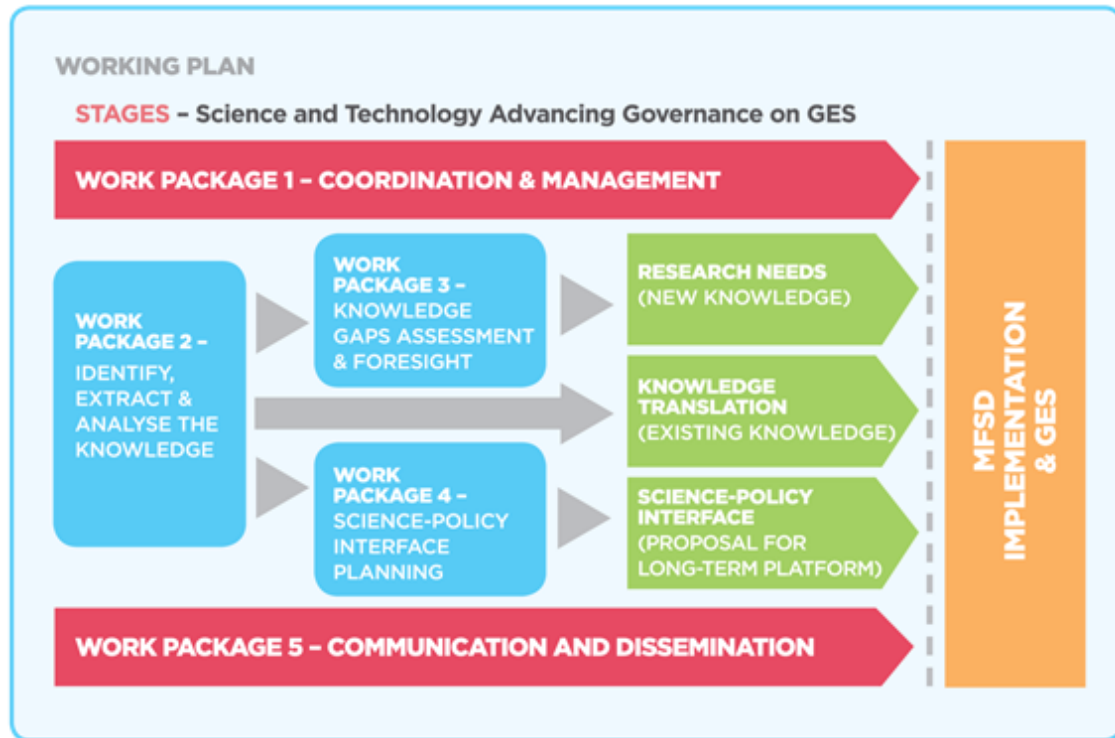 WORKING PLAN
STAGES – Science and Technology Advancing Governance on GES
WORK PACKAGE 1 – COORDINATION & MANAGEMENT
WORK
PACKAGE 2 –
IDENTIFY,
EXTRACT &
ANALYSE THE
KNOWLEDGE
WORK
PACKAGE 3 –
KNOWLEDGE
GAPS ASSESSMENT
& FORESIGHT
WORK
PACKAGE 4 –
SCIENCE-POLICY
INTERFACE
PLANNING
RESEARCH NEEDS
(NEW KNOWLEDGE)
KNOWLEDGE
TRANSLATION
(EXISTING KNOWLEDGE)
SCIENCE-POLICY
INTERFACE
(PROPOSAL FOR
LONG-TERM PLATFORM)
WORK PACKAGE 5 – COMMUNICATION AND DISSEMINATION
MFSD
IMPLEMENTATION
& GES